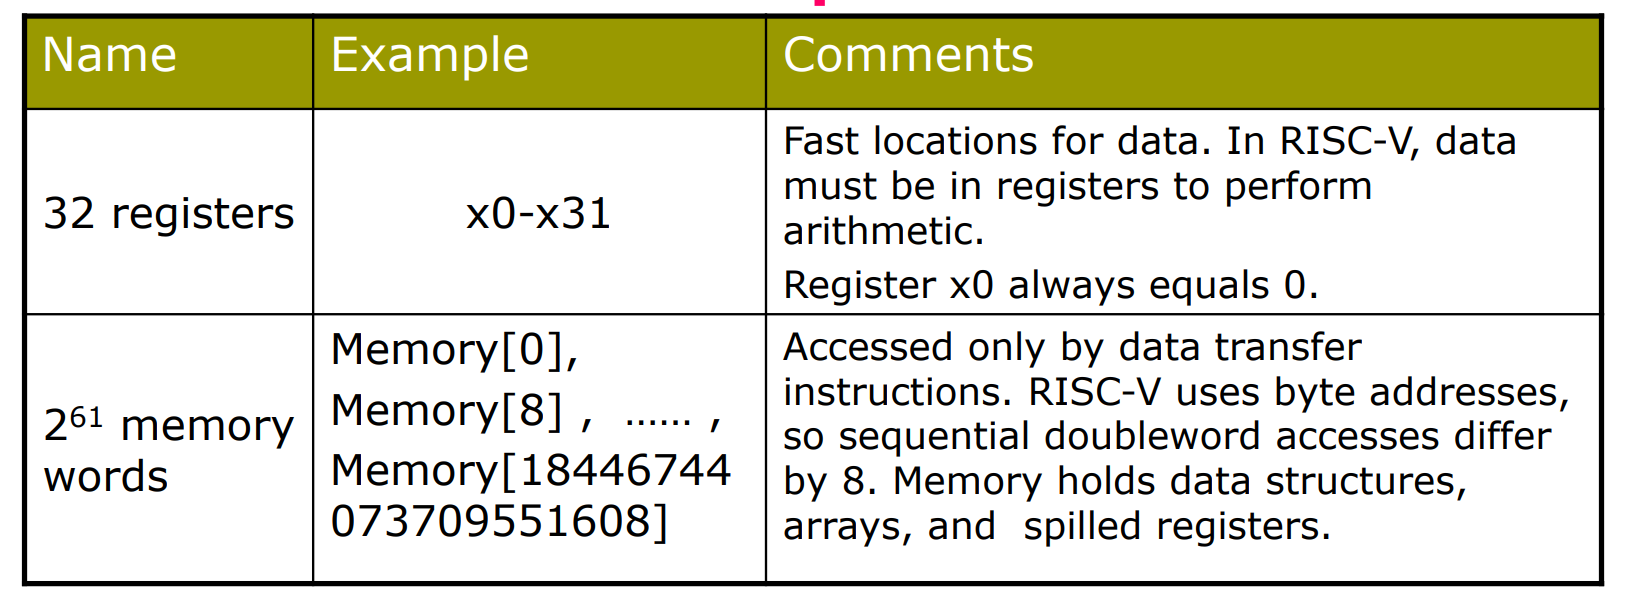 Name
Example
Comments
32 registers
x0-x31
Fast locations for data. In RISC-V, data
must be in registers to perform
arithmetic.
Register x0 always equals 0.
2⁶¹ memory
words
Memory[0],
Memory[8] , …… ,
Memory[18446744
073709551608]
Accessed only by data transfer
instructions. RISC-V uses byte addresses,
so sequential doubleword accesses differ
by 8. Memory holds data structures,
arrays, and spilled registers.